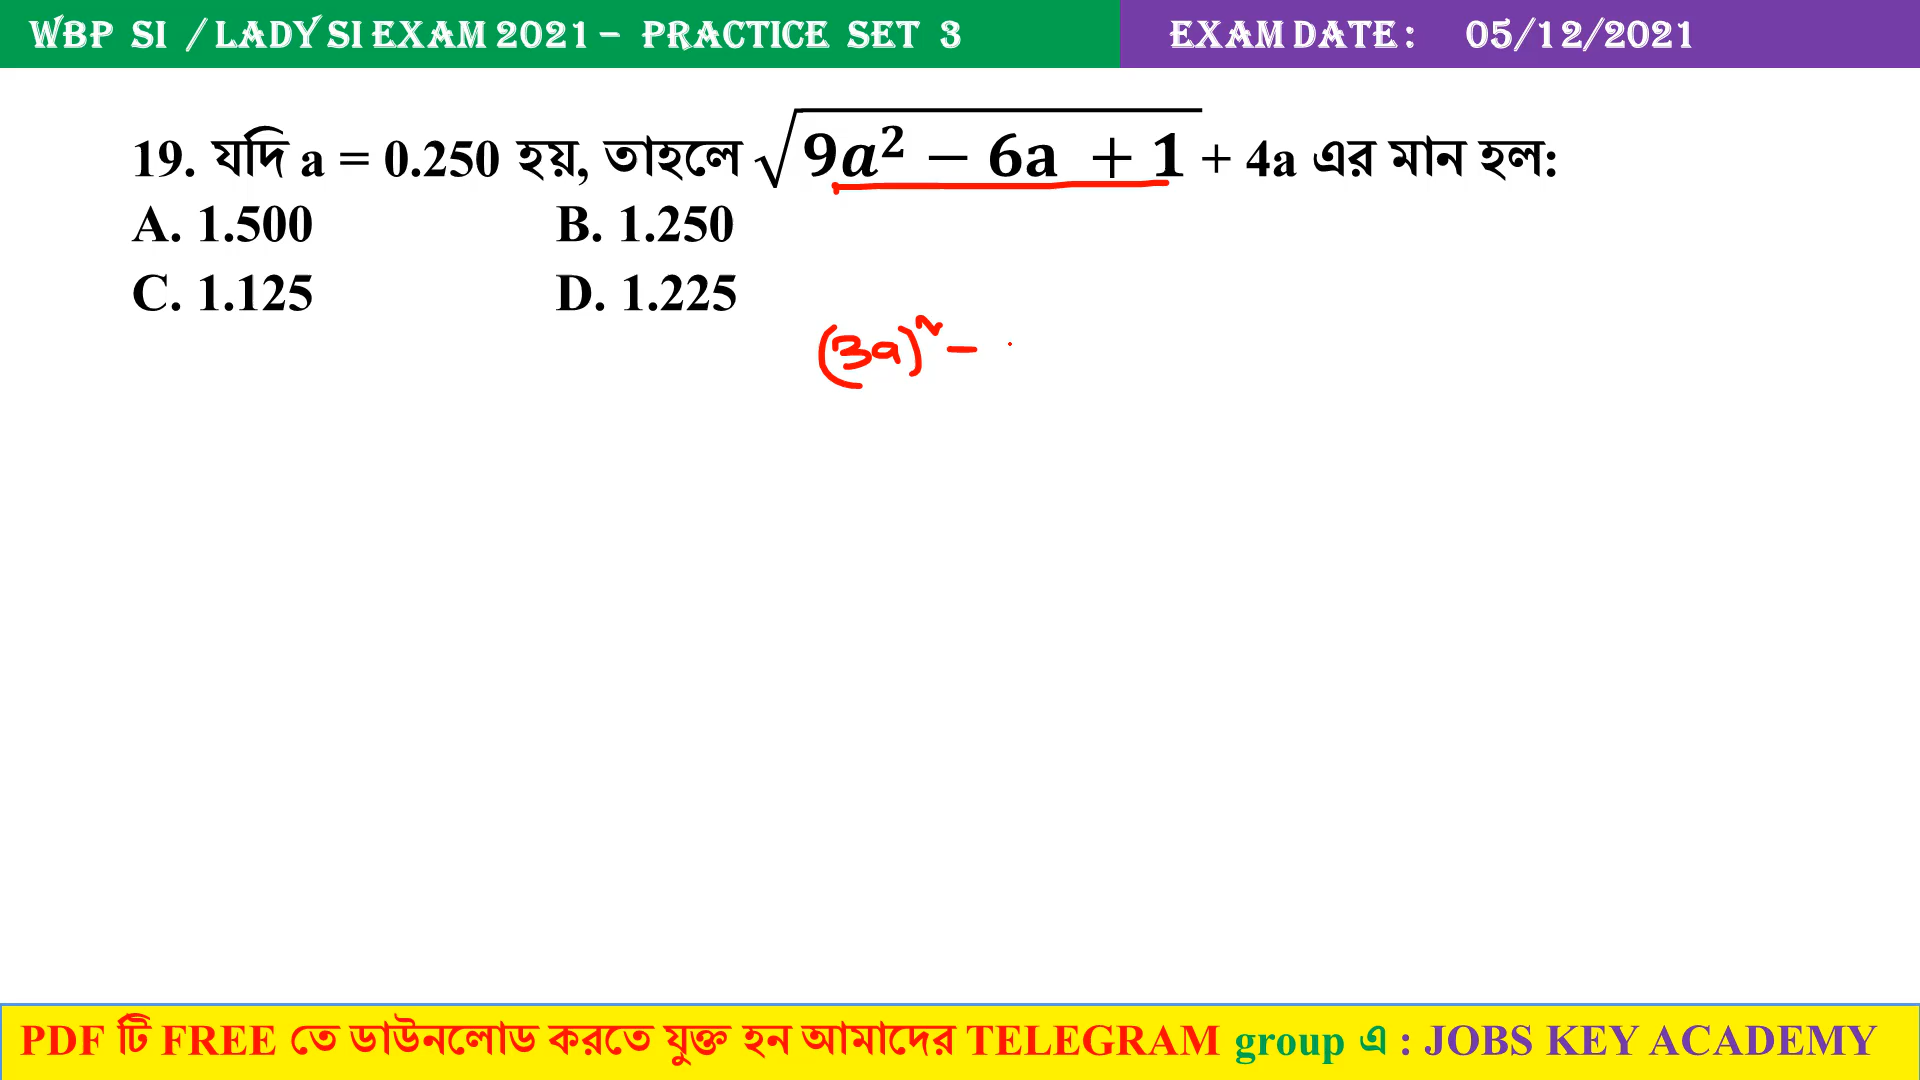 WBP SI / LADY SI EXAM 2021 – PRACTICE SET 3 EXAM DATE : 05/12/2021
19. যদি a = 0.250 হয়, তাহলে √(9a² − 6a + 1) + 4a এর মান হল:
A. 1.500 B. 1.250
C. 1.125 D. 1.225
(3a)² −
PDF টি FREE তে ডাউনলোড করতে যুক্ত হন আমাদের TELEGRAM group এ : JOBS KEY ACADEMY